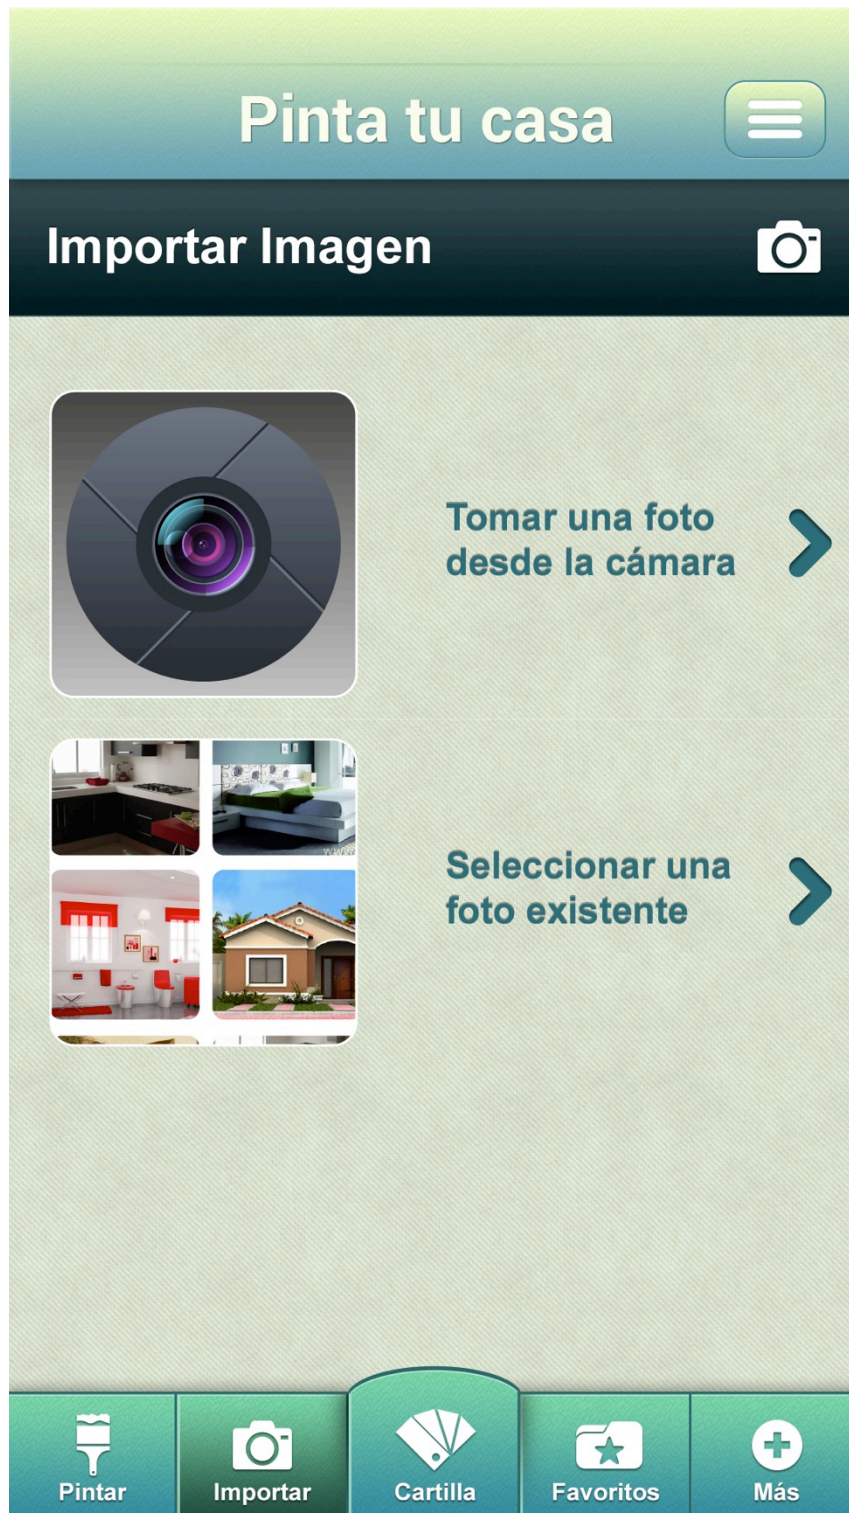 Pinta tu casa
Importar Imagen
Tomar una foto
desde la cámara
Seleccionar una
foto existente
Pintar
Importar
Cartilla
Favoritos
Más